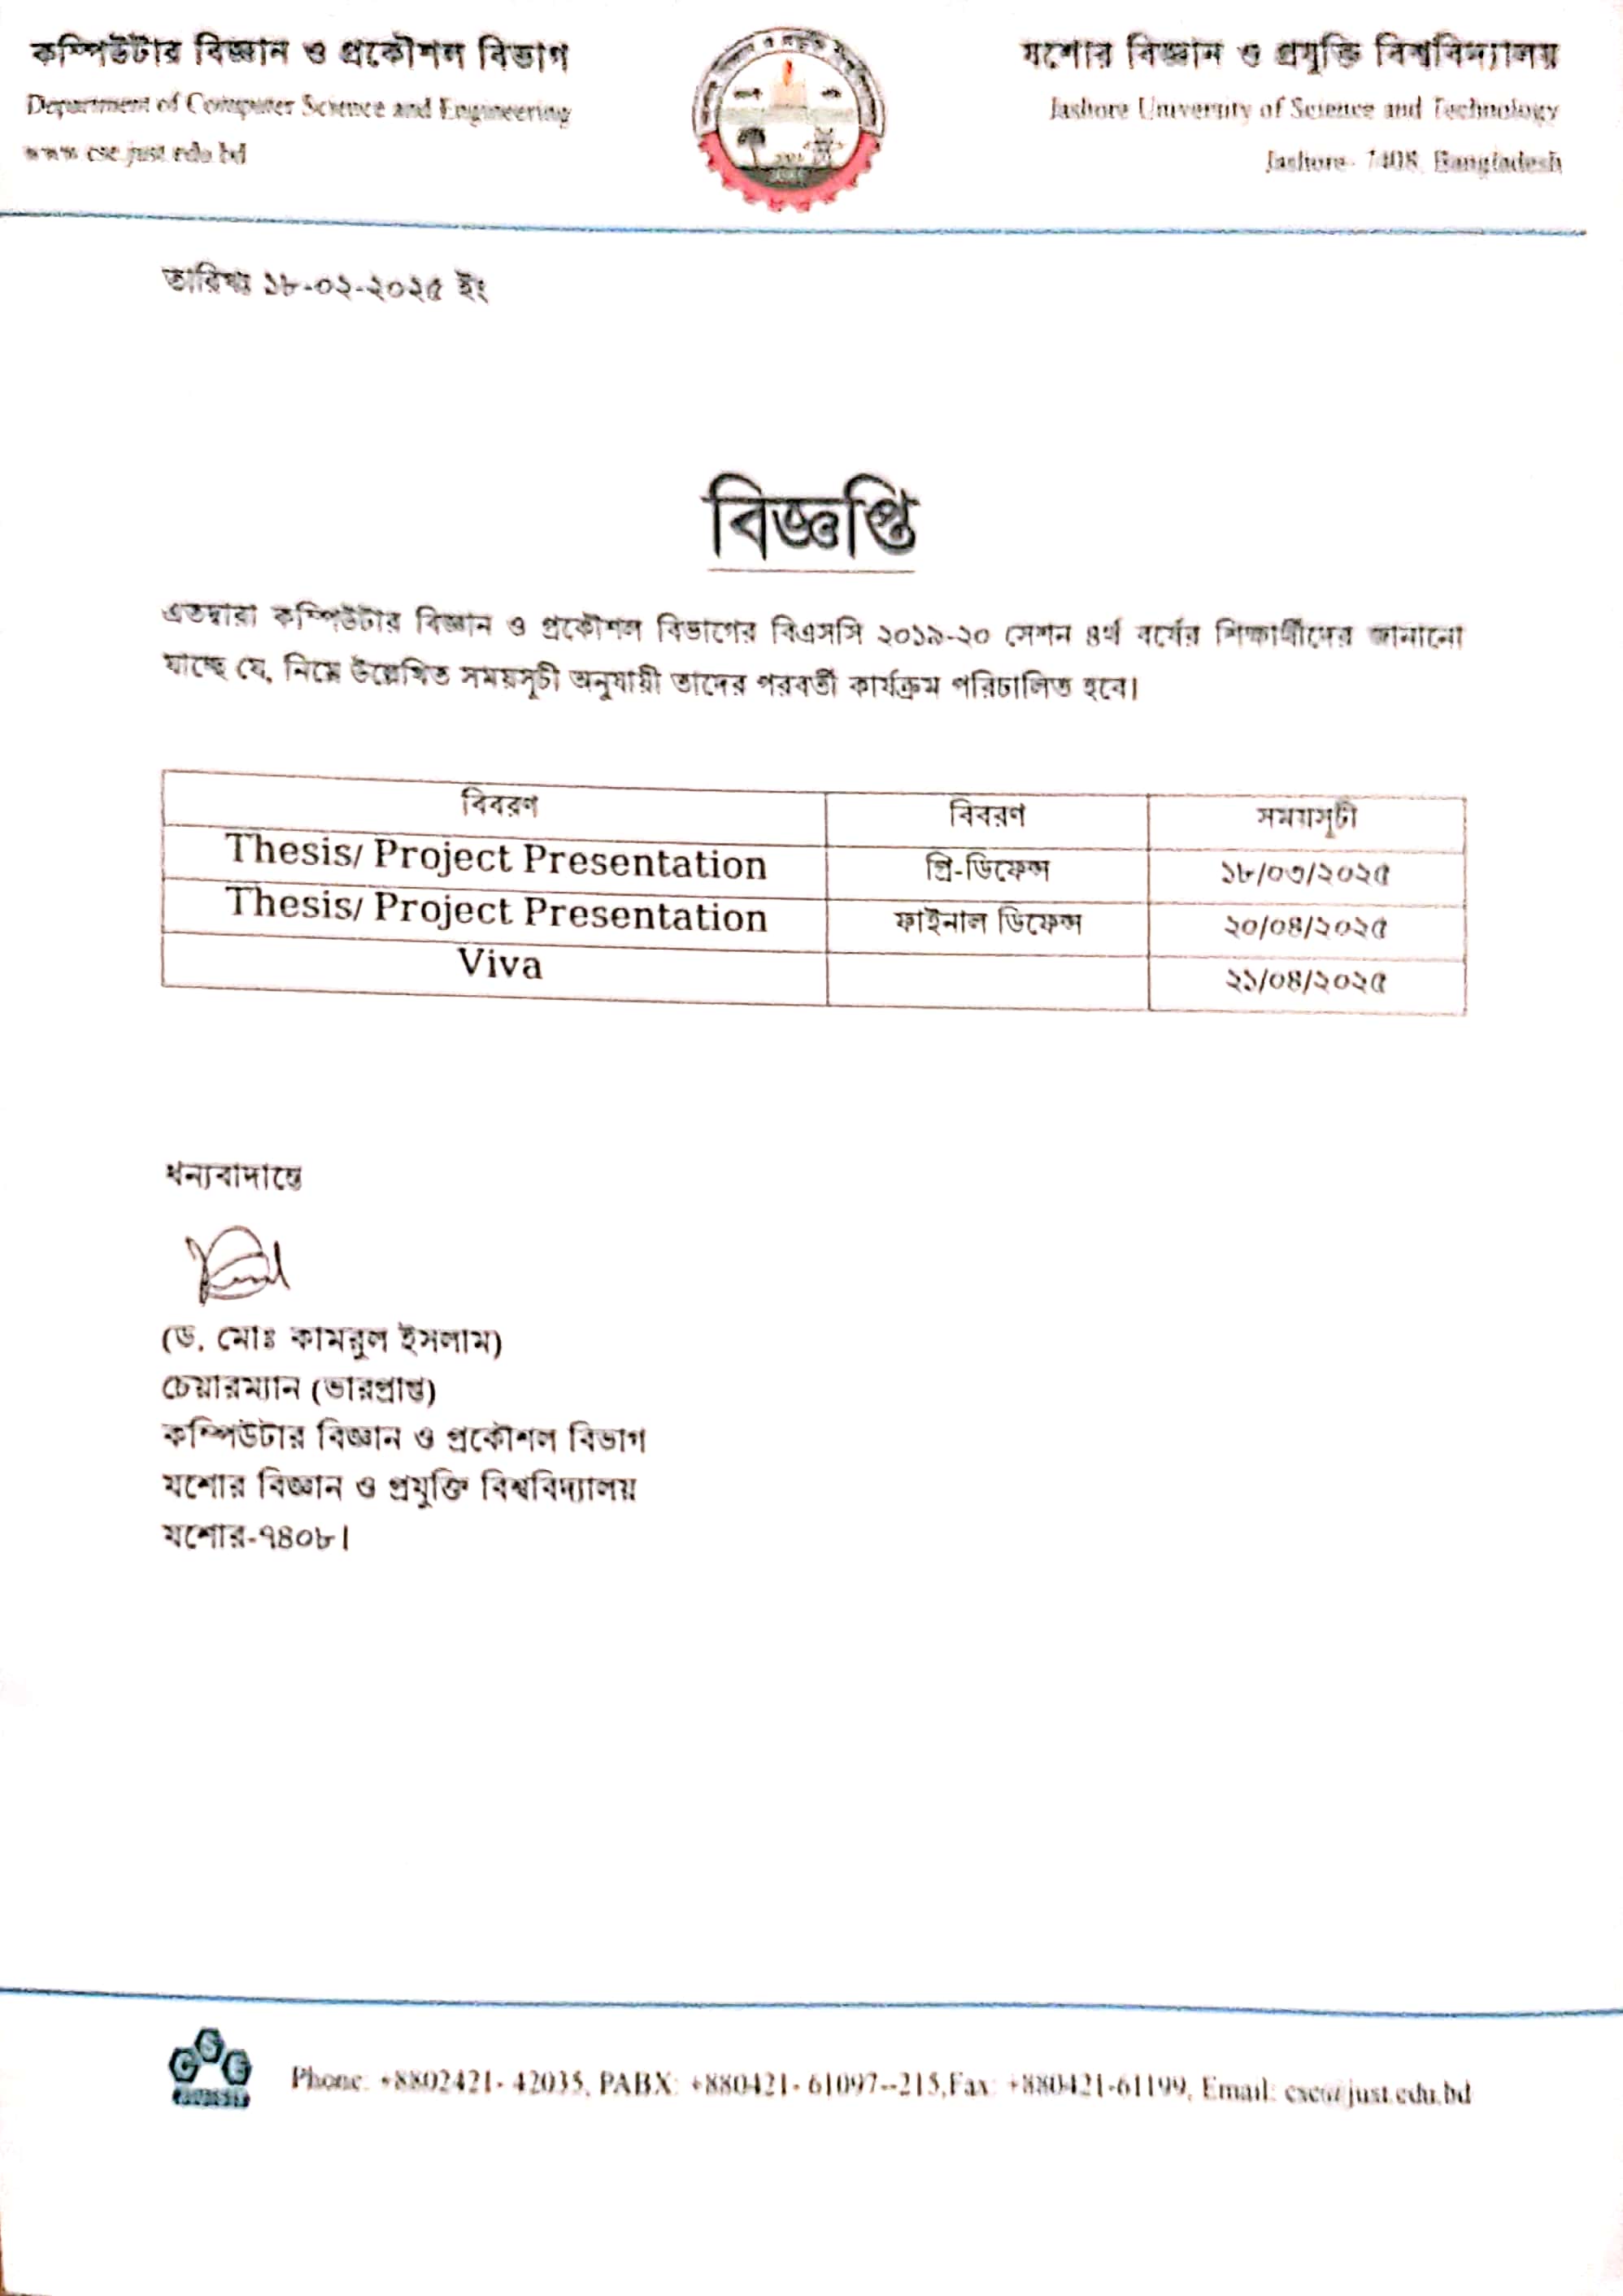 কম্পিউটার বিজ্ঞান ও প্রকৌশল বিভাগ
Department of Computer Science and Engineering
www.cse.just.edu.bd
যশোর বিজ্ঞান ও প্রযুক্তি বিশ্ববিদ্যালয়
Jashore University of Science and Technology
Jashore- 7408, Bangladesh
তারিখঃ ১৮-০২-২০২৫ ইং
বিজ্ঞপ্তি
এতদ্বারা কম্পিউটার বিজ্ঞান ও প্রকৌশল বিভাগের বিএসসি ২০১৯-২০ সেশন ৪র্থ বর্ষের শিক্ষার্থীদের জানানো
যাচ্ছে যে, নিম্নে উল্লেখিত সময়সূচী অনুযায়ী তাদের পরবর্তী কার্যক্রম পরিচালিত হবে।
বিবরণ বিবরণ সময়সূচী
Thesis/ Project Presentation প্রি-ডিফেন্স ১৮/০৩/২০২৫
Thesis/ Project Presentation ফাইনাল ডিফেন্স ২০/০৪/২০২৫
Viva ২১/০৪/২০২৫
ধন্যবাদান্তে
(ড. মোঃ কামরুল ইসলাম)
চেয়ারম্যান (ভারপ্রাপ্ত)
কম্পিউটার বিজ্ঞান ও প্রকৌশল বিভাগ
যশোর বিজ্ঞান ও প্রযুক্তি বিশ্ববিদ্যালয়
যশোর-৭৪০৮।
CSE
Phone: +8802421- 42035, PABX: +880421- 61097--215,Fax: +880421-61199, Email: cse@just.edu.bd